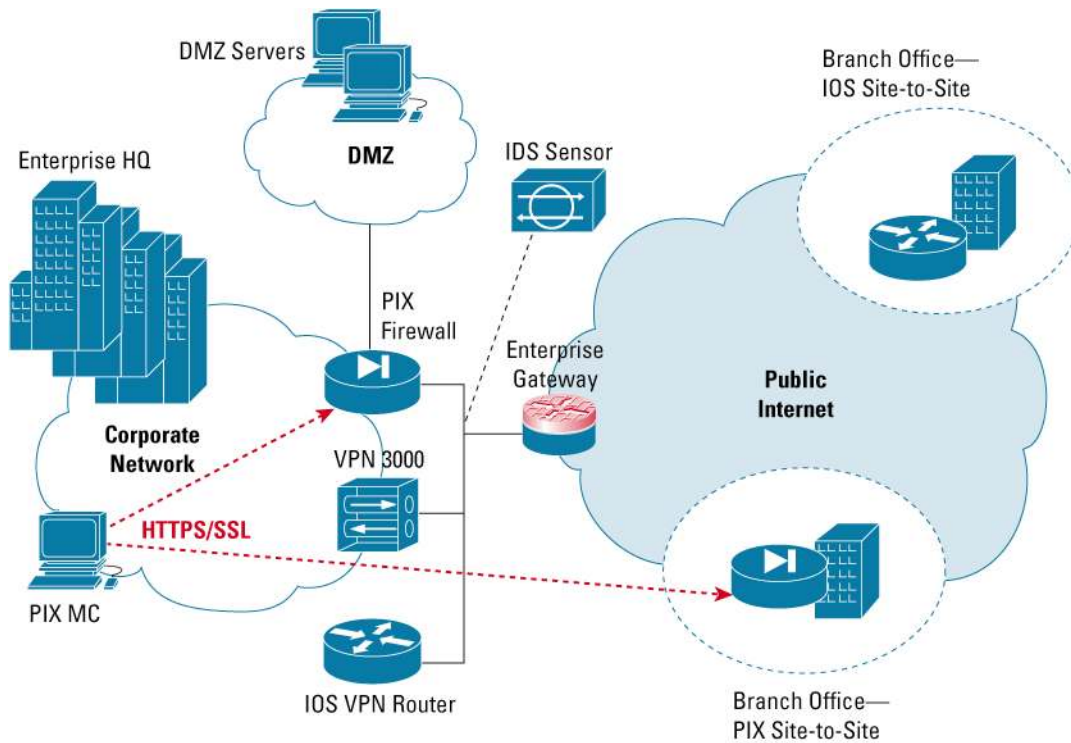 DMZ Servers
DMZ
Branch Office—
IOS Site-to-Site
IDS Sensor
Enterprise HQ
PIX
Firewall
Enterprise
Gateway
Public
Internet
Corporate
Network
VPN 3000
HTTPS/SSL
PIX MC
IOS VPN Router
Branch Office—
PIX Site-to-Site